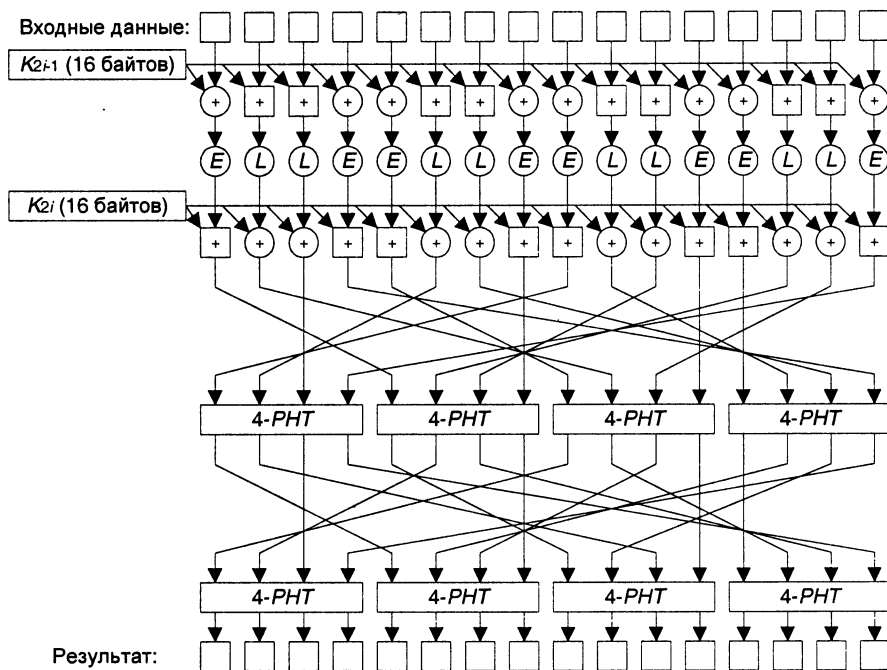 Входные данные:
K2i-1 (16 байтов)
+ + + + + + + + + + + + + + + +
E L L E E L L E E L L E E L L E
K2i (16 байтов)
+ + + + + + + + + + + + + + + +
4-PHT 4-PHT 4-PHT 4-PHT
4-PHT 4-PHT 4-PHT 4-PHT
Результат: